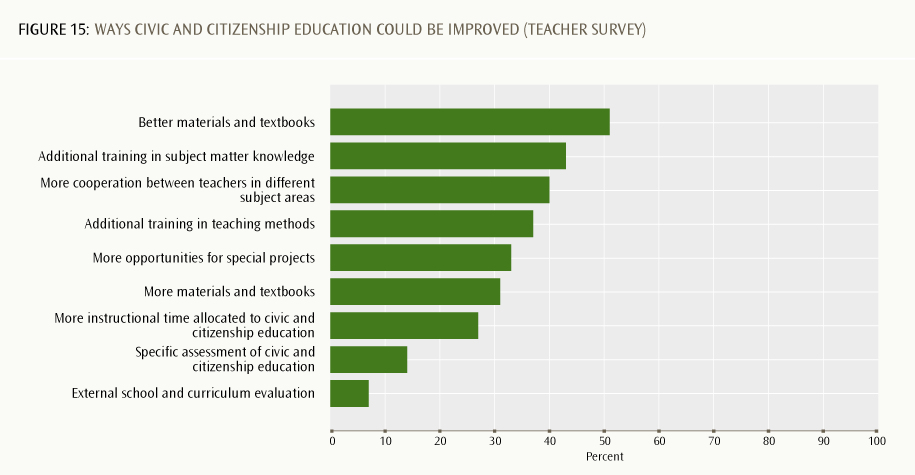 FIGURE 15: WAYS CIVIC AND CITIZENSHIP EDUCATION COULD BE IMPROVED (TEACHER SURVEY)
Better materials and textbooks
Additional training in subject matter knowledge
More cooperation between teachers in different
subject areas
Additional training in teaching methods
More opportunities for special projects
More materials and textbooks
More instructional time allocated to civic and
citizenship education
Specific assessment of civic and
citizenship education
External school and curriculum evaluation
0 10 20 30 40 50 60 70 80 90 100
Percent